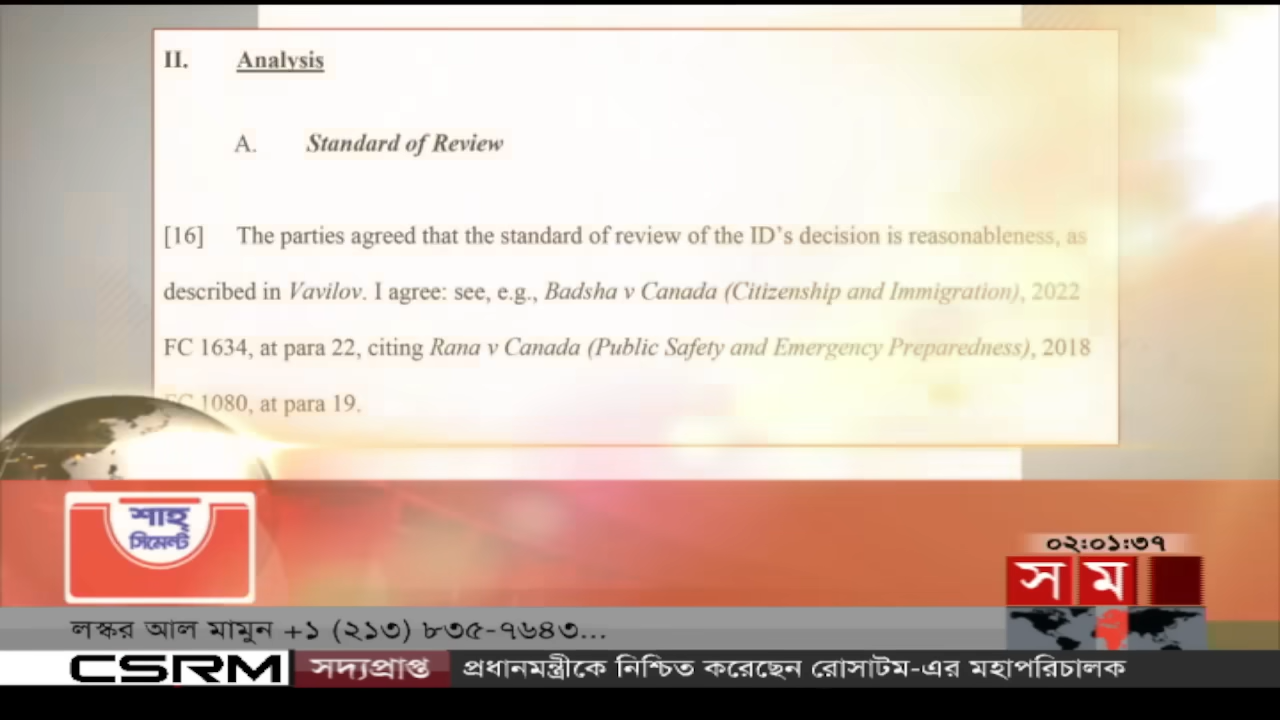 II. Analysis
A. Standard of Review
[16] The parties agreed that the standard of review of the ID's decision is reasonableness, as
described in Vavilov. I agree: see, e.g., Badsha v Canada (Citizenship and Immigration), 2022
FC 1634, at para 22, citing Rana v Canada (Public Safety and Emergency Preparedness), 2018
FC 1080, at para 19.
শাহ্
সিমেন্ট
০২:০১:৩৭
স ম
লস্কর আল মামুন +১ (২১৩) ৮৩৫-৭৬৪৩...
CSRM সদ্যপ্রাপ্ত প্রধানমন্ত্রীকে নিশ্চিত করেছেন রোসাটম-এর মহাপরিচালক